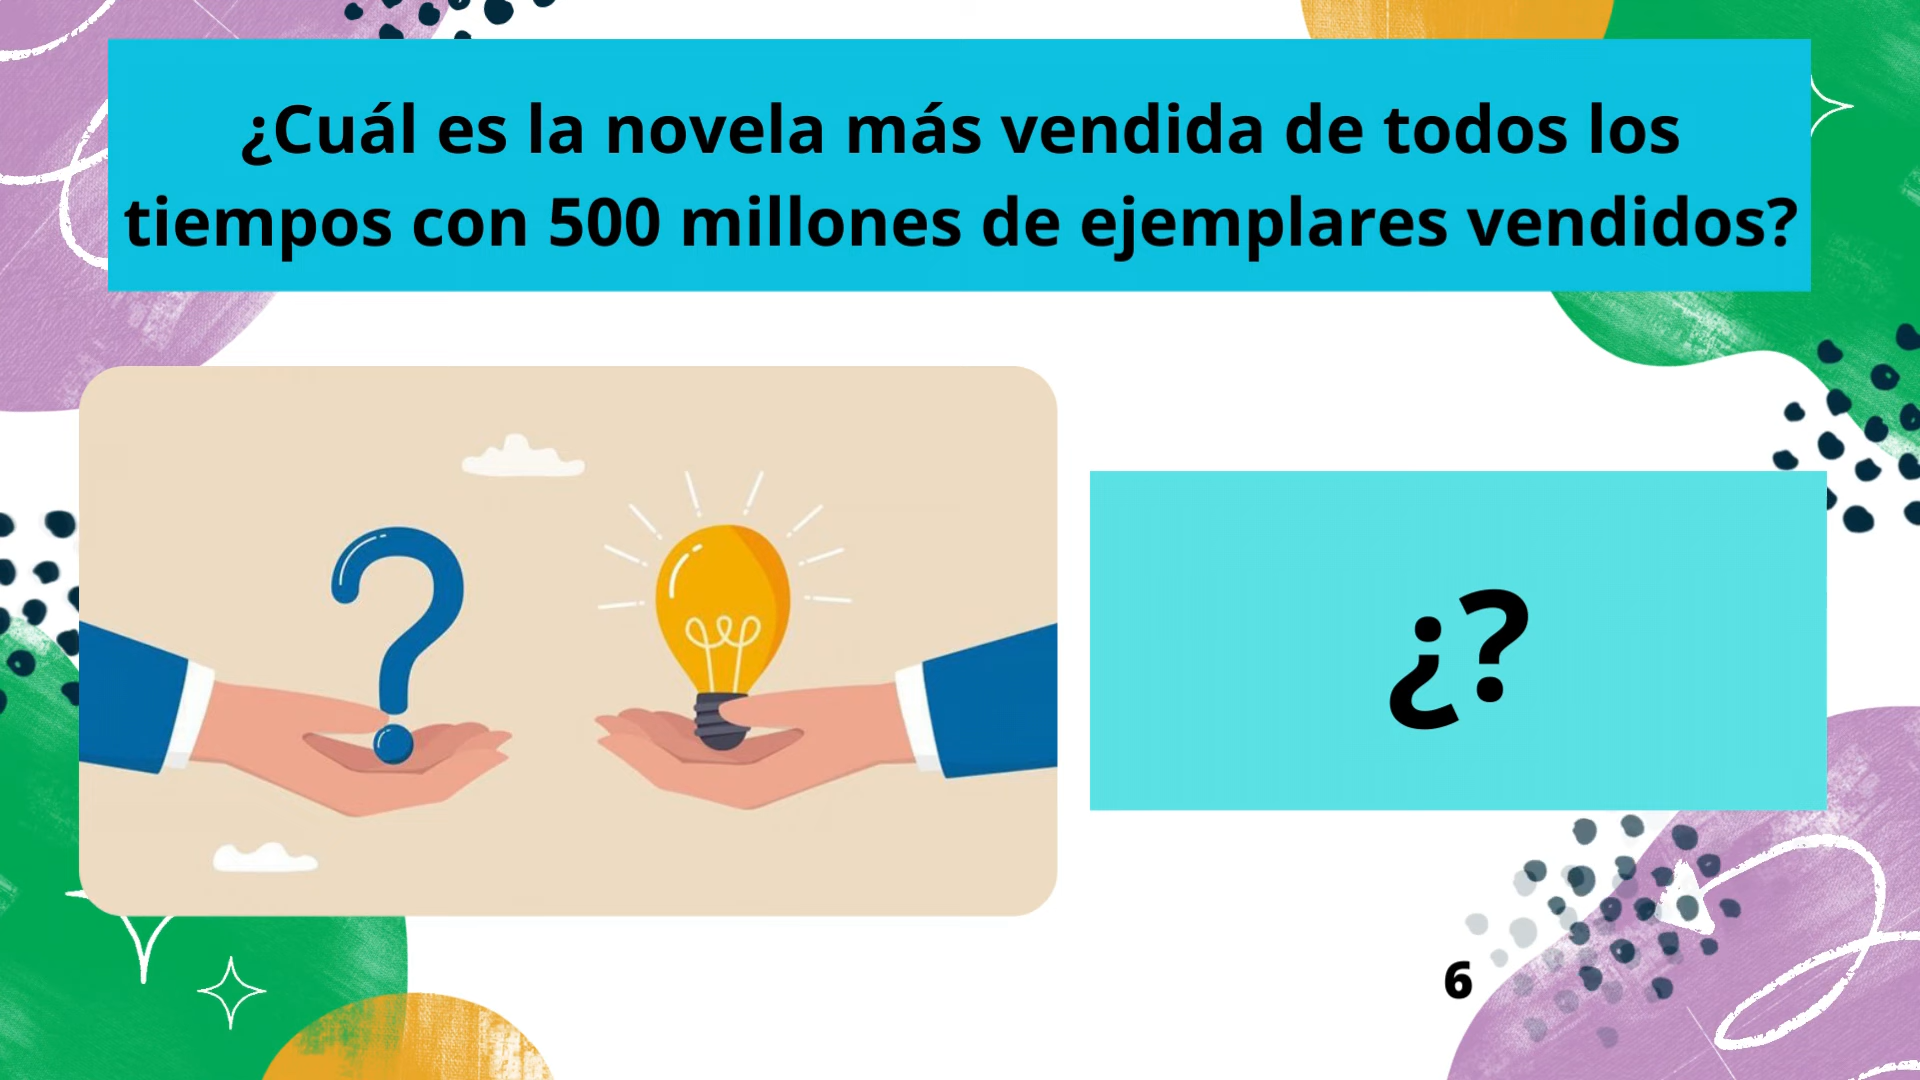 ¿Cuál es la novela más vendida de todos los
tiempos con 500 millones de ejemplares vendidos?
¿?
6